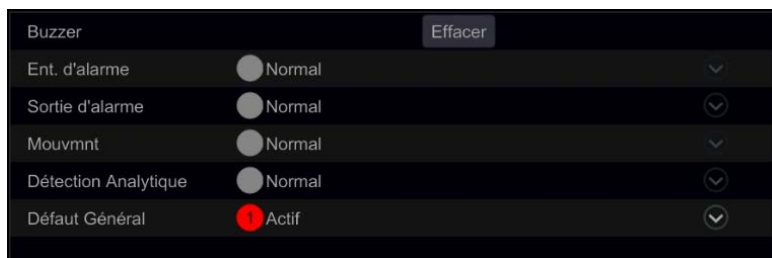 Buzzer Effacer
Ent. d'alarme Normal
Sortie d'alarme Normal
Mouvmnt Normal
Détection Analytique Normal
Défaut Général 1 Actif